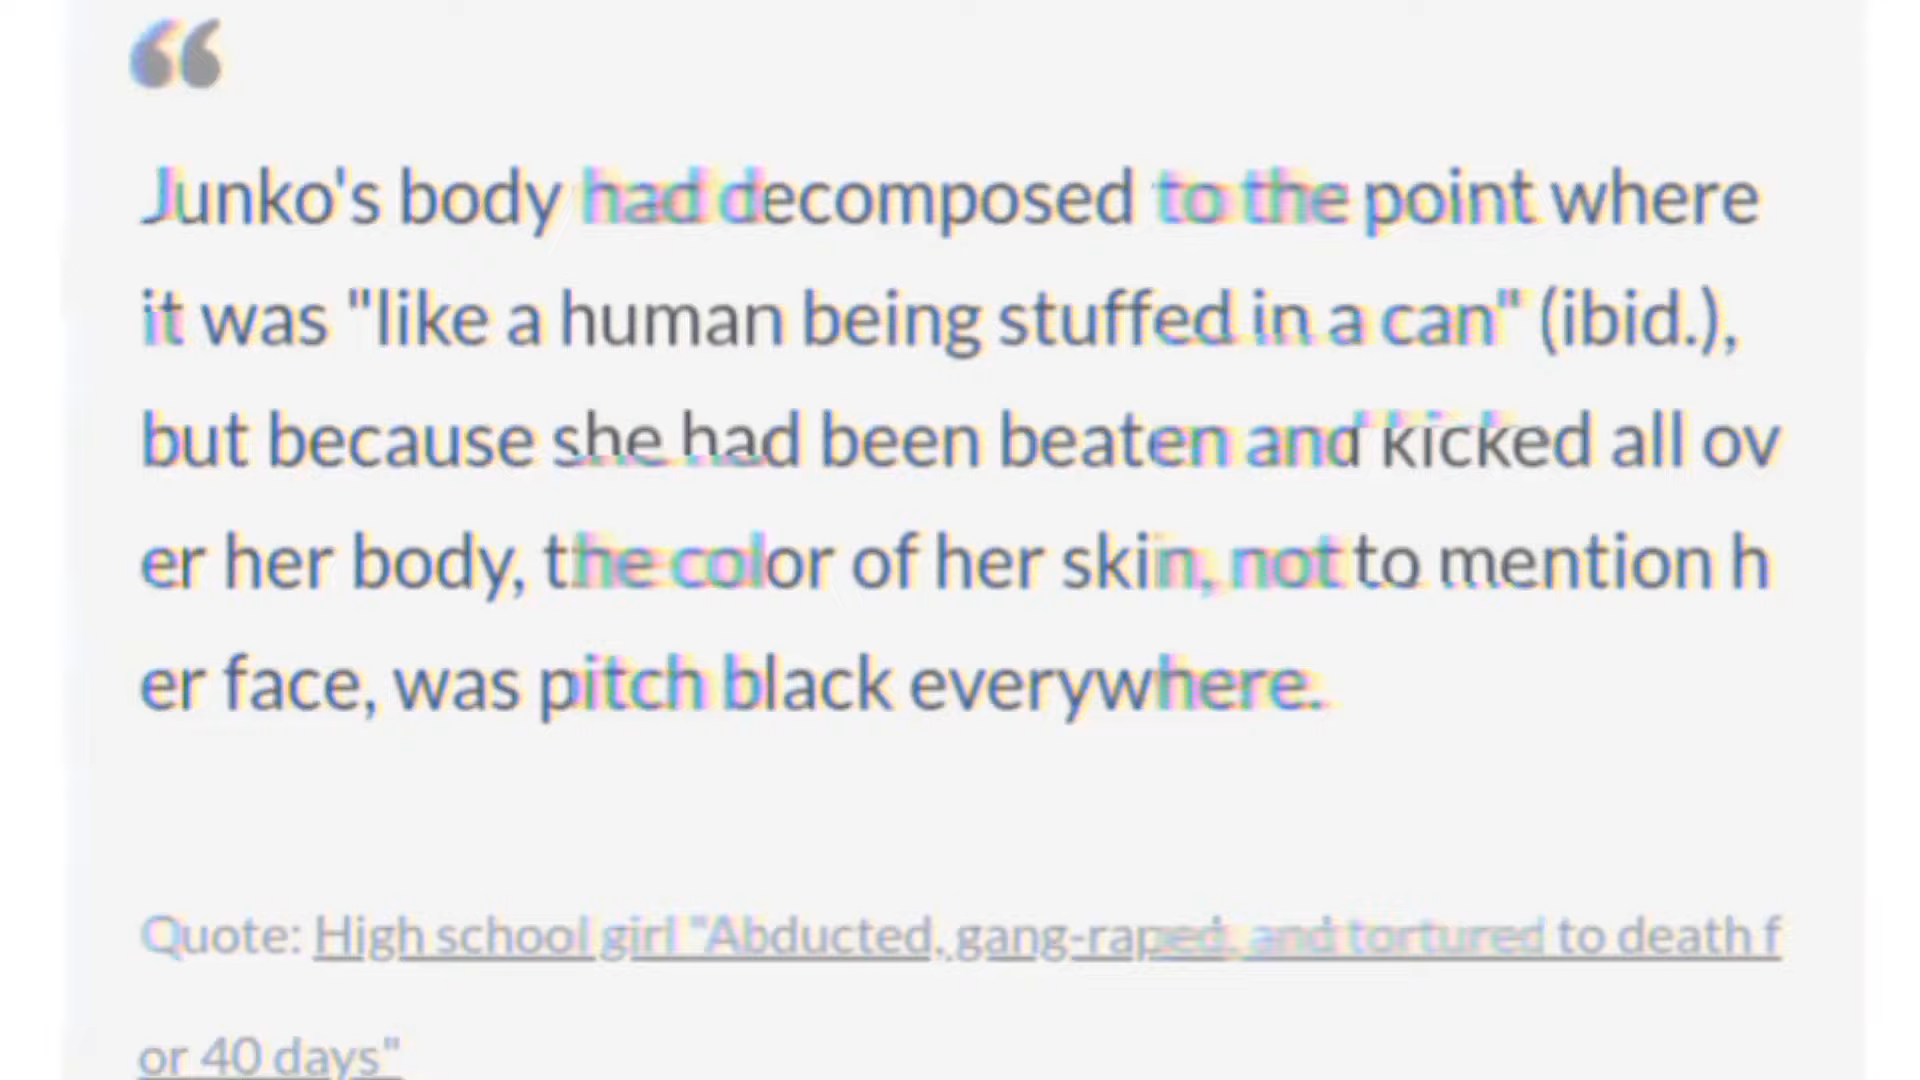 “
Junko's body had decomposed to the point where
it was "like a human being stuffed in a can" (ibid.),
but because she had been beaten and kicked all ov
er her body, the color of her skin, not to mention h
er face, was pitch black everywhere.
Quote: High school girl "Abducted, gang-raped, and tortured to death f
or 40 days"